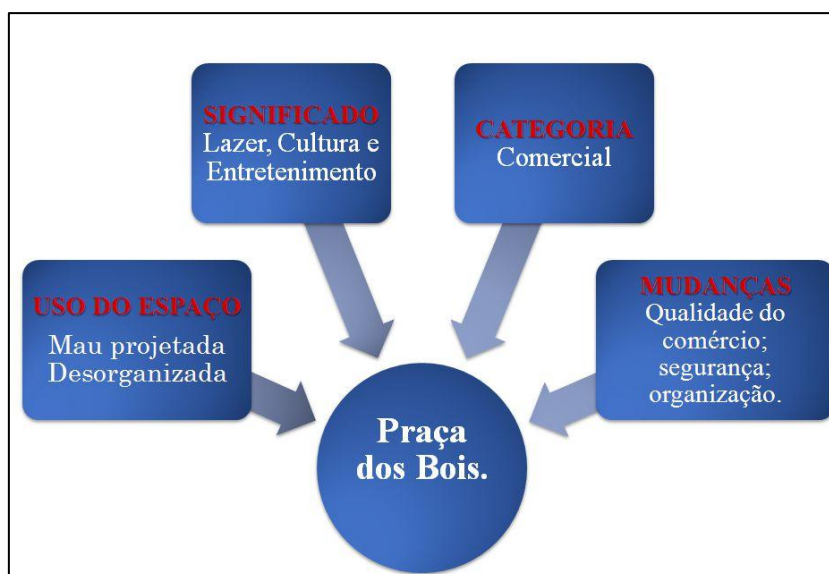 SIGNIFICADO
Lazer, Cultura e
Entretenimento
CATEGORIA
Comercial
USO DO ESPAÇO
Mau projetada
Desorganizada
MUDANÇAS
Qualidade do
comércio;
segurança;
organização.
Praça
dos Bois.